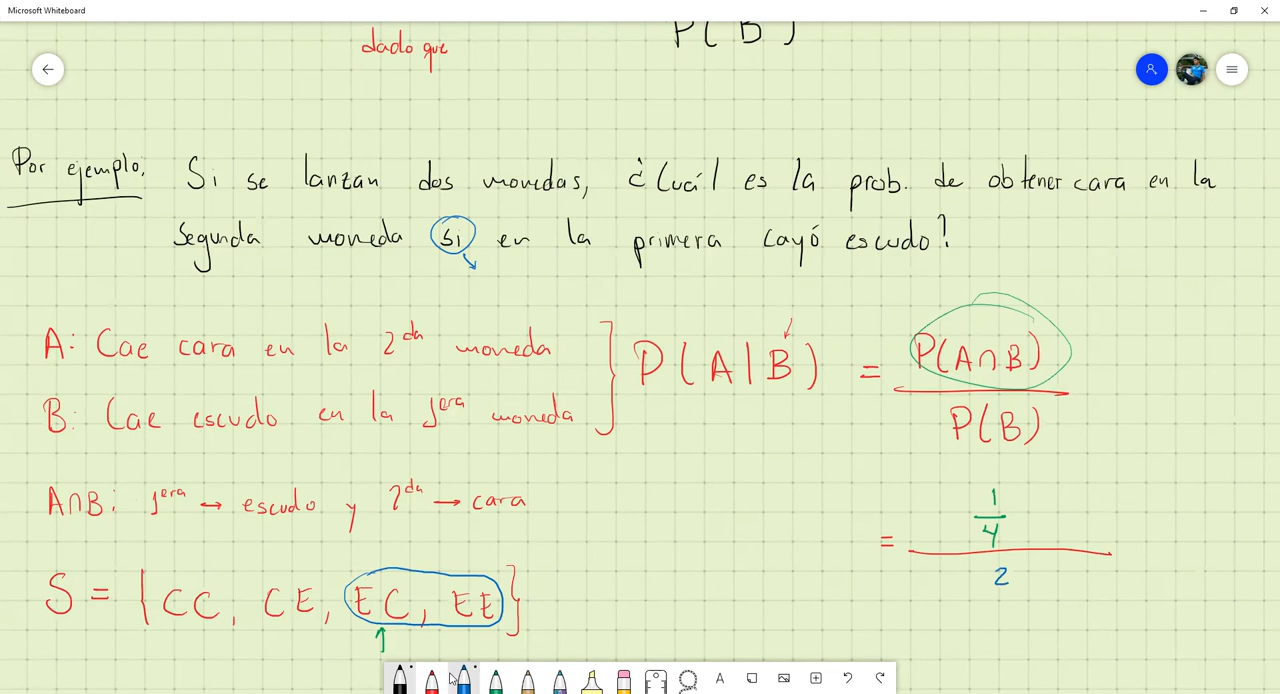 Microsoft Whiteboard
dado que
P(B)
Por ejemplo. Si se lanzan dos monedas, ¿Cuál es la prob. de obtener cara en la
segunda moneda si en la primera cayó escudo?
A: Cae cara en la 2da moneda
B: Cae escudo en la 1era moneda
P(A|B) = P(A∩B) / P(B)
A∩B: 1era → escudo y 2da → cara
= 1/4 / 2
S = {CC, CE, EC, EE}
A